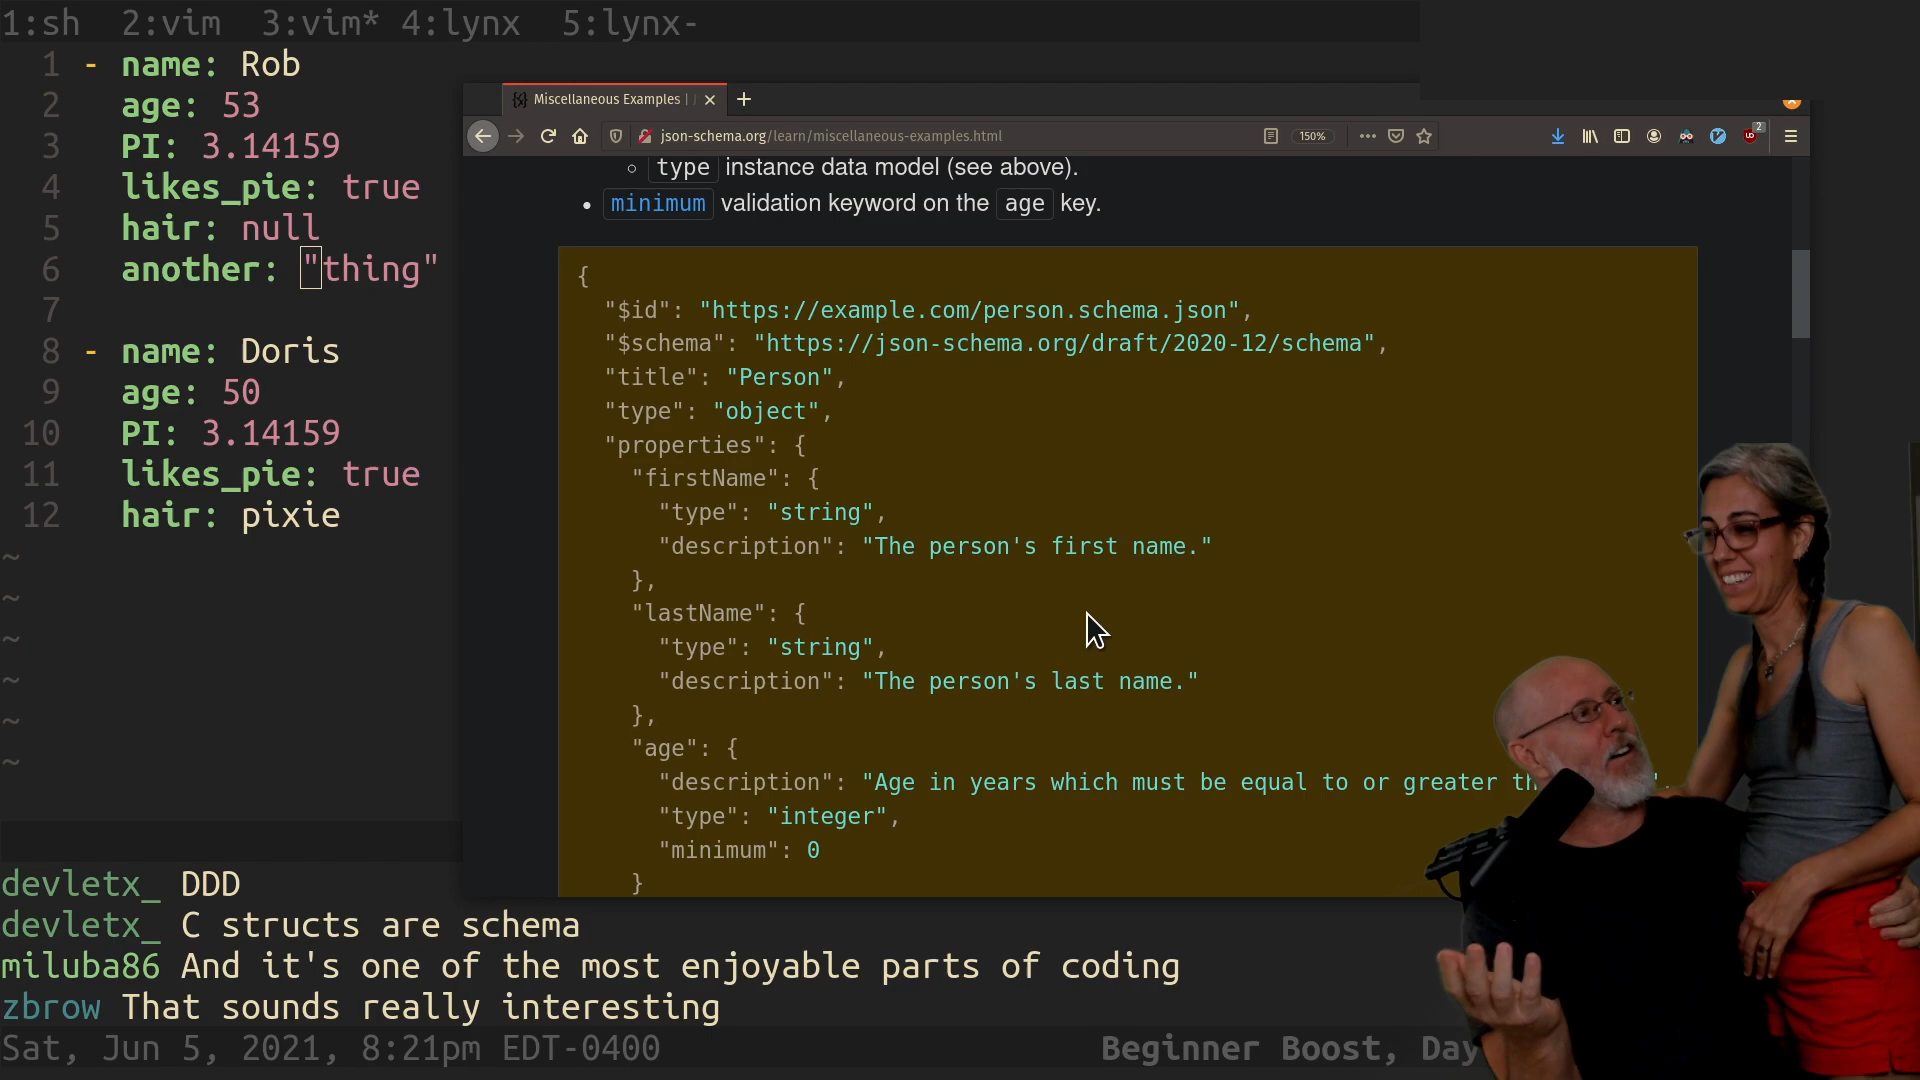 1:sh 2:vim 3:vim* 4:lynx 5:lynx-
1 - name: Rob
2 age: 53
3 PI: 3.14159
4 likes_pie: true
5 hair: null
6 another: "thing"
7
8 - name: Doris
9 age: 50
10 PI: 3.14159
11 likes_pie: true
12 hair: pixie
~
~
~
~
~
~
Miscellaneous Examples |
json-schema.org/learn/miscellaneous-examples.html
150%
2
type instance data model (see above).
minimum validation keyword on the age key.
{
"$id": "https://example.com/person.schema.json",
"$schema": "https://json-schema.org/draft/2020-12/schema",
"title": "Person",
"type": "object",
"properties": {
"firstName": {
"type": "string",
"description": "The person's first name."
},
"lastName": {
"type": "string",
"description": "The person's last name."
},
"age": {
"description": "Age in years which must be equal to or greater
"type": "integer",
"minimum": 0
}
devletx_ DDD
devletx_ C structs are schema
miluba86 And it's one of the most enjoyable parts of coding
zbrow That sounds really interesting
Sat, Jun 5, 2021, 8:21pm EDT-0400
Beginner Boost, Day